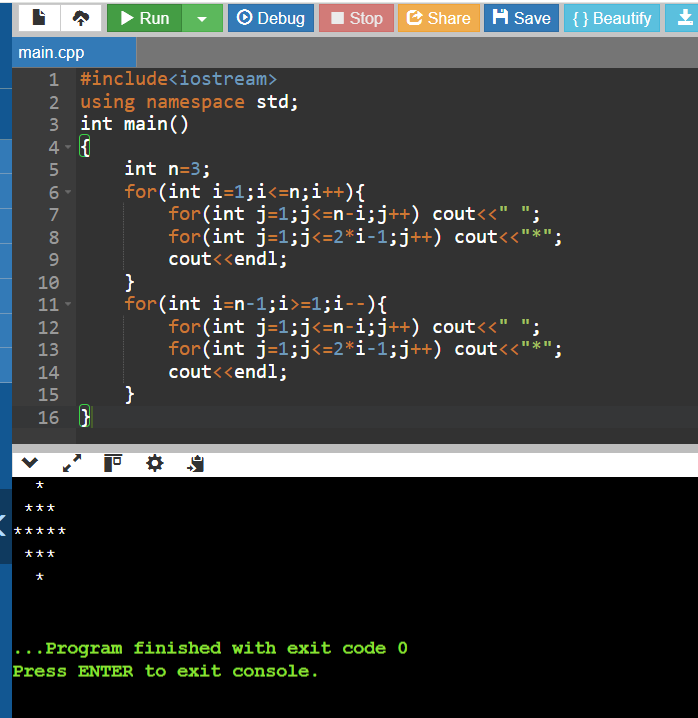 Run Debug Stop Share Save { } Beautify
main.cpp
1 #include<iostream>
2 using namespace std;
3 int main()
4 {
5     int n=3;
6     for(int i=1;i<=n;i++){
7         for(int j=1;j<=n-i;j++) cout<<" ";
8         for(int j=1;j<=2*i-1;j++) cout<<"*";
9         cout<<endl;
10     }
11     for(int i=n-1;i>=1;i--){
12         for(int j=1;j<=n-i;j++) cout<<" ";
13         for(int j=1;j<=2*i-1;j++) cout<<"*";
14         cout<<endl;
15     }
16 }
  *
 ***
*****
 ***
  *
...Program finished with exit code 0
Press ENTER to exit console.